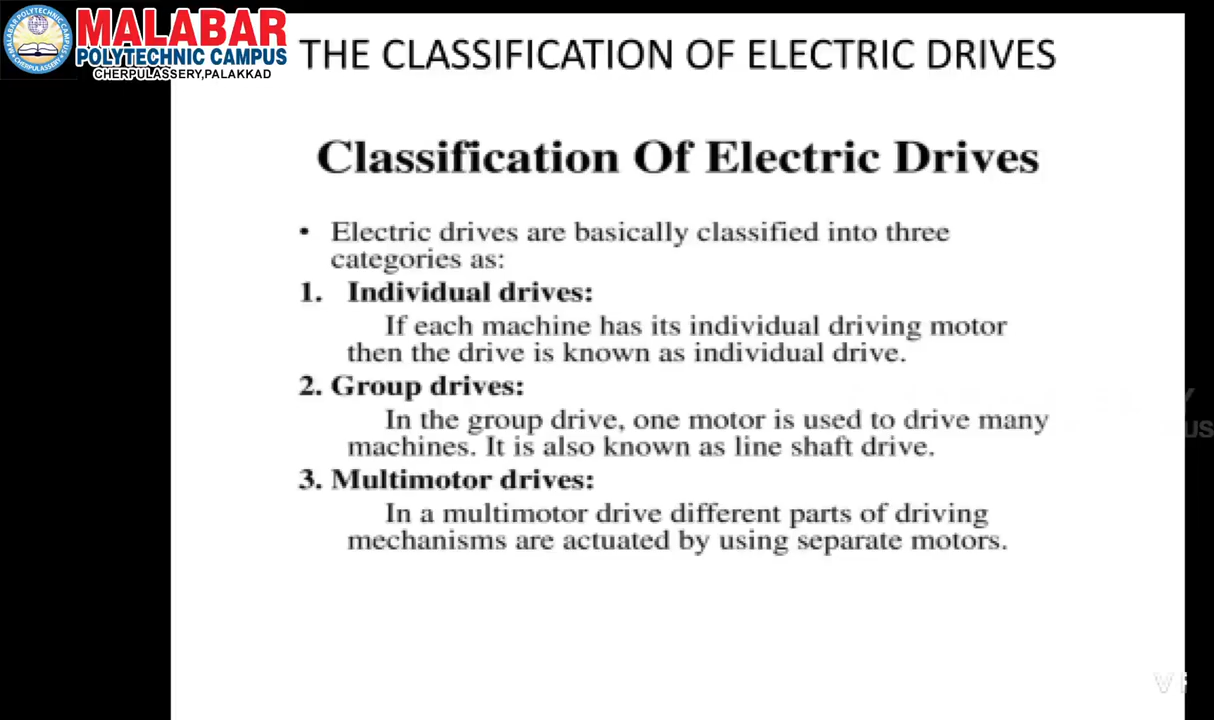 MALABAR
POLYTECHNIC CAMPUS
CHERPULASSERY,PALAKKAD
THE CLASSIFICATION OF ELECTRIC DRIVES
Classification Of Electric Drives
• Electric drives are basically classified into three
categories as:
1. Individual drives:
If each machine has its individual driving motor
then the drive is known as individual drive.
2. Group drives:
In the group drive, one motor is used to drive many
machines. It is also known as line shaft drive.
3. Multimotor drives:
In a multimotor drive different parts of driving
mechanisms are actuated by using separate motors.